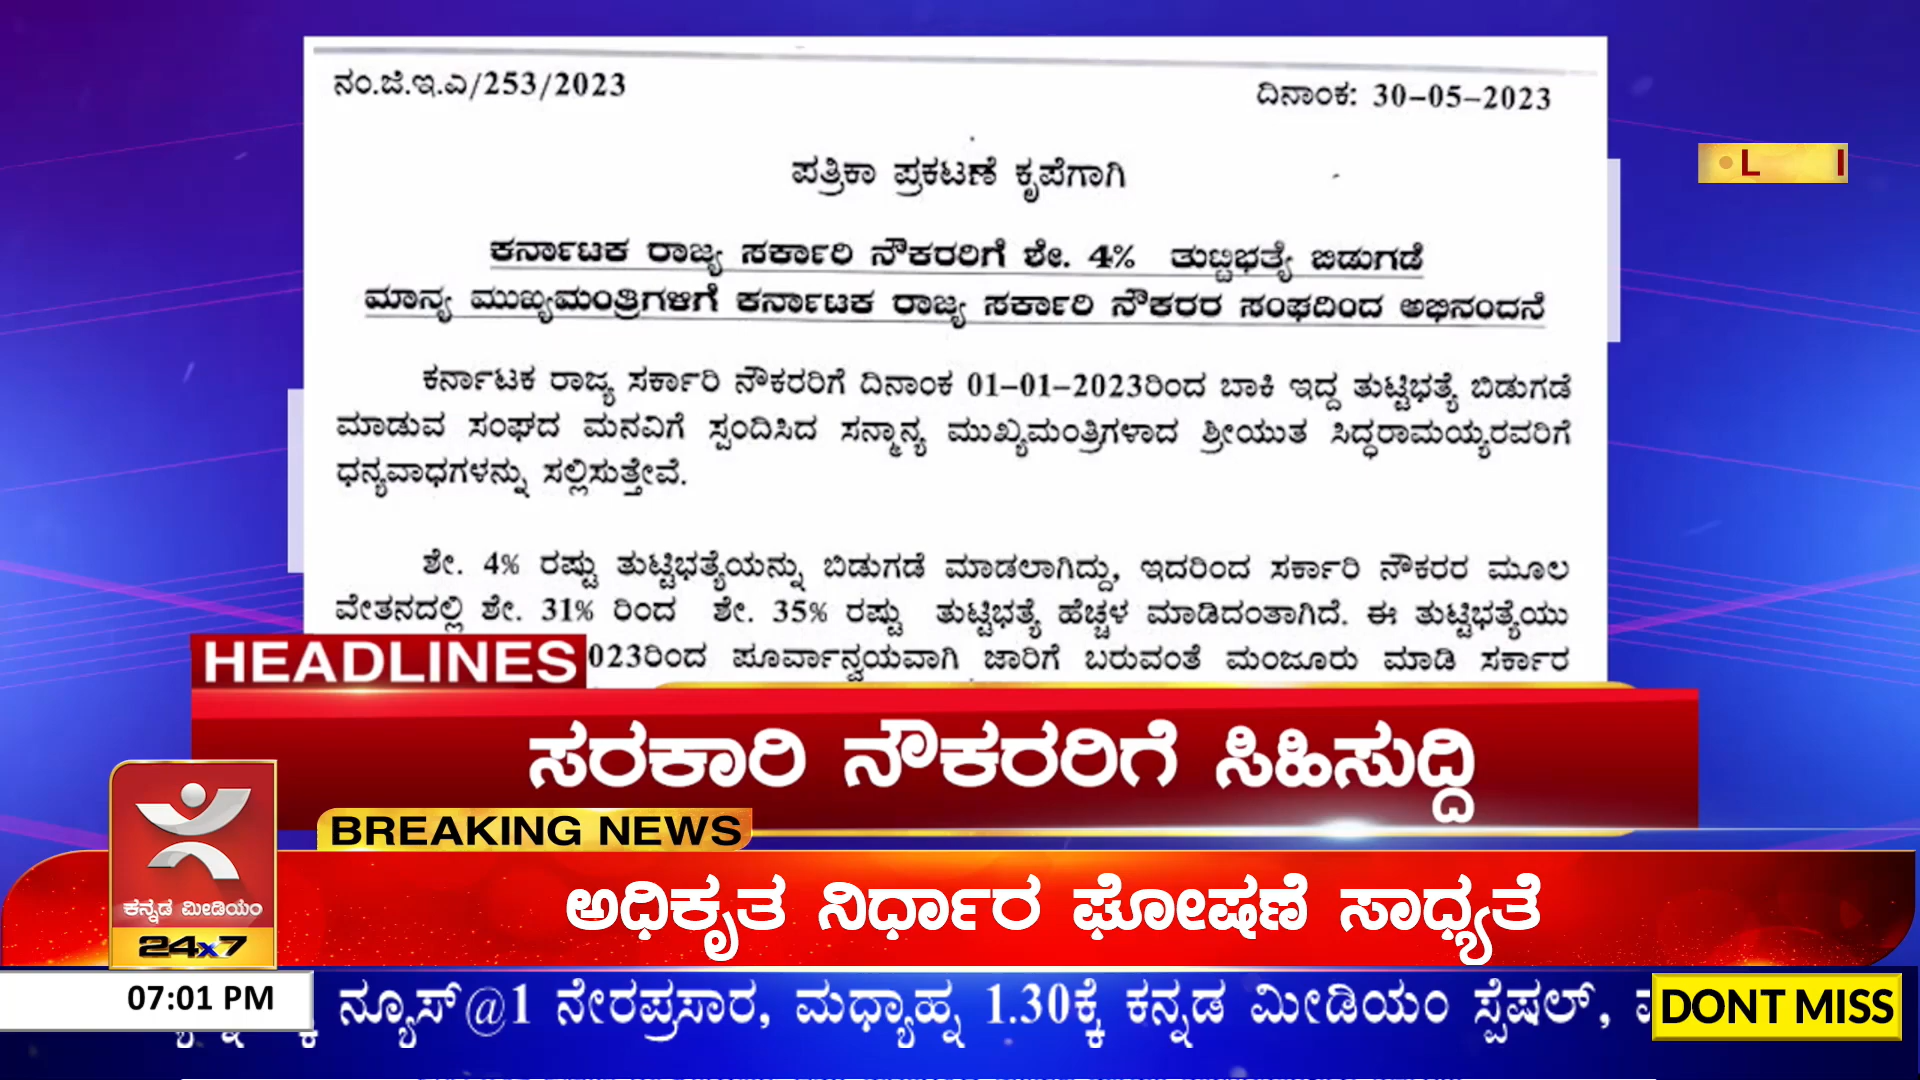 ನಂ.ಜಿ.ಇ.ಎ/253/2023
ದಿನಾಂಕ: 30-05-2023
ಪತ್ರಿಕಾ ಪ್ರಕಟಣೆ ಕೃಪೆಗಾಗಿ
ಕರ್ನಾಟಕ ರಾಜ್ಯ ಸರ್ಕಾರಿ ನೌಕರರಿಗೆ ಶೇ. 4% ತುಟ್ಟಿಭತ್ಯೆ ಬಿಡುಗಡೆ
ಮಾನ್ಯ ಮುಖ್ಯಮಂತ್ರಿಗಳಿಗೆ ಕರ್ನಾಟಕ ರಾಜ್ಯ ಸರ್ಕಾರಿ ನೌಕರರ ಸಂಘದಿಂದ ಅಭಿನಂದನೆ
ಕರ್ನಾಟಕ ರಾಜ್ಯ ಸರ್ಕಾರಿ ನೌಕರರಿಗೆ ದಿನಾಂಕ 01-01-2023ರಿಂದ ಬಾಕಿ ಇದ್ದ ತುಟ್ಟಿಭತ್ಯೆ ಬಿಡುಗಡೆ
ಮಾಡುವ ಸಂಘದ ಮನವಿಗೆ ಸ್ಪಂದಿಸಿದ ಸನ್ಮಾನ್ಯ ಮುಖ್ಯಮಂತ್ರಿಗಳಾದ ಶ್ರೀಯುತ ಸಿದ್ಧರಾಮಯ್ಯರವರಿಗೆ
ಧನ್ಯವಾಧಗಳನ್ನು ಸಲ್ಲಿಸುತ್ತೇವೆ.
ಶೇ. 4% ರಷ್ಟು ತುಟ್ಟಿಭತ್ಯೆಯನ್ನು ಬಿಡುಗಡೆ ಮಾಡಲಾಗಿದ್ದು, ಇದರಿಂದ ಸರ್ಕಾರಿ ನೌಕರರ ಮೂಲ
ವೇತನದಲ್ಲಿ ಶೇ. 31% ರಿಂದ ಶೇ. 35% ರಷ್ಟು ತುಟ್ಟಿಭತ್ಯೆ ಹೆಚ್ಚಳ ಮಾಡಿದಂತಾಗಿದೆ. ಈ ತುಟ್ಟಿಭತ್ಯೆಯು
023ರಿಂದ ಪೂರ್ವಾನ್ವಯವಾಗಿ ಜಾರಿಗೆ ಬರುವಂತೆ ಮಂಜೂರು ಮಾಡಿ ಸರ್ಕಾರ
HEADLINES
ಸರಕಾರಿ ನೌಕರರಿಗೆ ಸಿಹಿಸುದ್ದಿ
BREAKING NEWS
ಅಧಿಕೃತ ನಿರ್ಧಾರ ಘೋಷಣೆ ಸಾಧ್ಯತೆ
ಕನ್ನಡ ಮೀಡಿಯಂ
24x7
07:01 PM
ನ್ಯೂಸ್@1 ನೇರಪ್ರಸಾರ, ಮಧ್ಯಾಹ್ನ 1.30ಕ್ಕೆ ಕನ್ನಡ ಮೀಡಿಯಂ ಸ್ಪೆಷಲ್,
DONT MISS